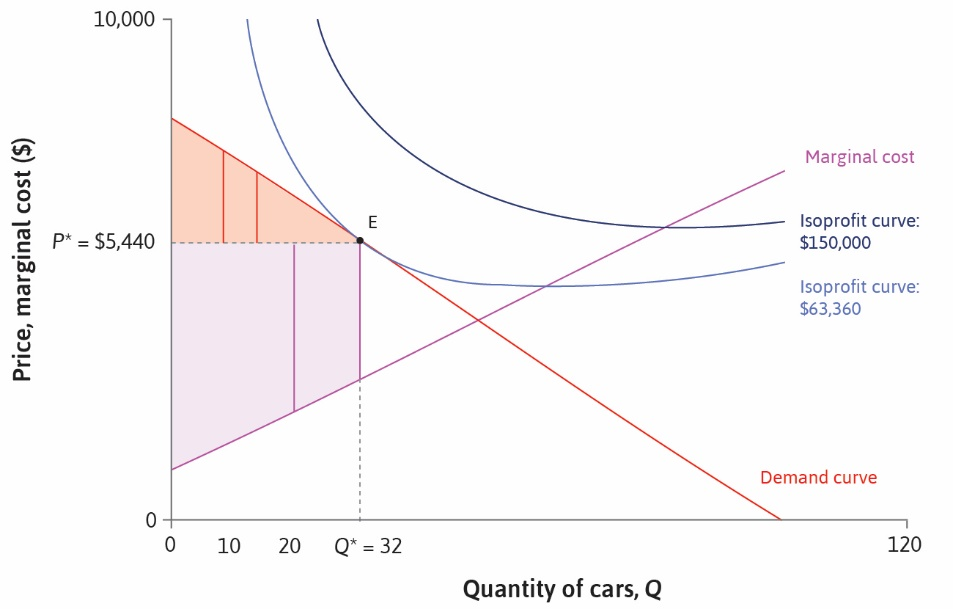 10,000
Price, marginal cost ($)
Marginal cost
E
Isoprofit curve:
$150,000
P* = $5,440
Isoprofit curve:
$63,360
Demand curve
0
0
10
20
Q* = 32
120
Quantity of cars, Q